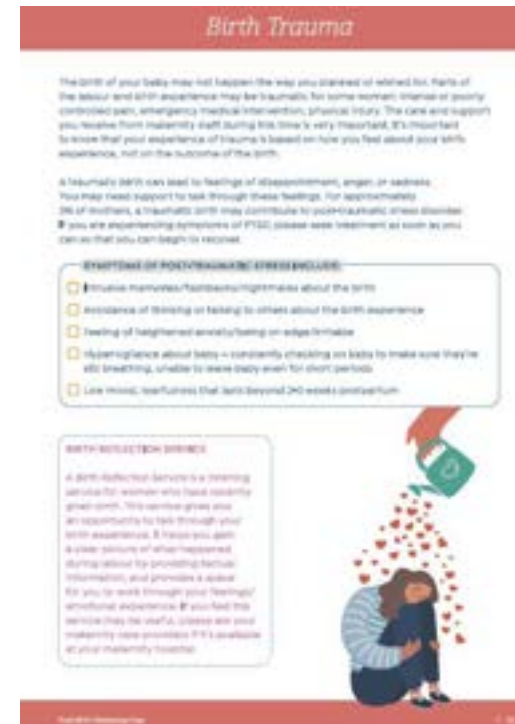 Birth Trauma
The birth of your baby may not happen the way you planned or wished for. Parts of
the labour and birth experience may be traumatic for some women: intense or poorly
controlled pain, emergency medical intervention, physical injury. The care and support
you receive from maternity staff during this time is very important. It's important
to know that your experience of trauma is based on how you feel about your birth
experience, not on the outcome of the birth.
A traumatic birth can lead to feelings of disappointment, anger, or sadness.
You may need support to talk through these feelings. For approximately
of mothers, a traumatic birth may contribute to post-traumatic stress disorder.
If you are experiencing symptoms of PTSD, please seek treatment as soon as you
can so that you can begin to recover.
SYMPTOMS OF POST-TRAUMATIC STRESS INCLUDE:
Intrusive memories/flashbacks/nightmares about the birth
Avoidance of thinking or talking to others about the birth experience
Feeling of heightened anxiety/being on edge/irritable
Hypervigilance about baby – constantly checking on baby to make sure they're
still breathing, unable to leave baby even for short periods
Low mood, tearfulness that lasts beyond weeks postpartum
BIRTH REFLECTION SERVICE
A Birth Reflection Service is a listening
service for women who have recently
given birth. This service gives you
an opportunity to talk through your
birth experience. It helps you gain
a clear picture of what happened
during labour by providing factual
information, and provides a space
for you to work through your feelings/
emotional experience. If you feel this
service may be useful, please ask your
maternity care providers if it's available
at your maternity hospital.